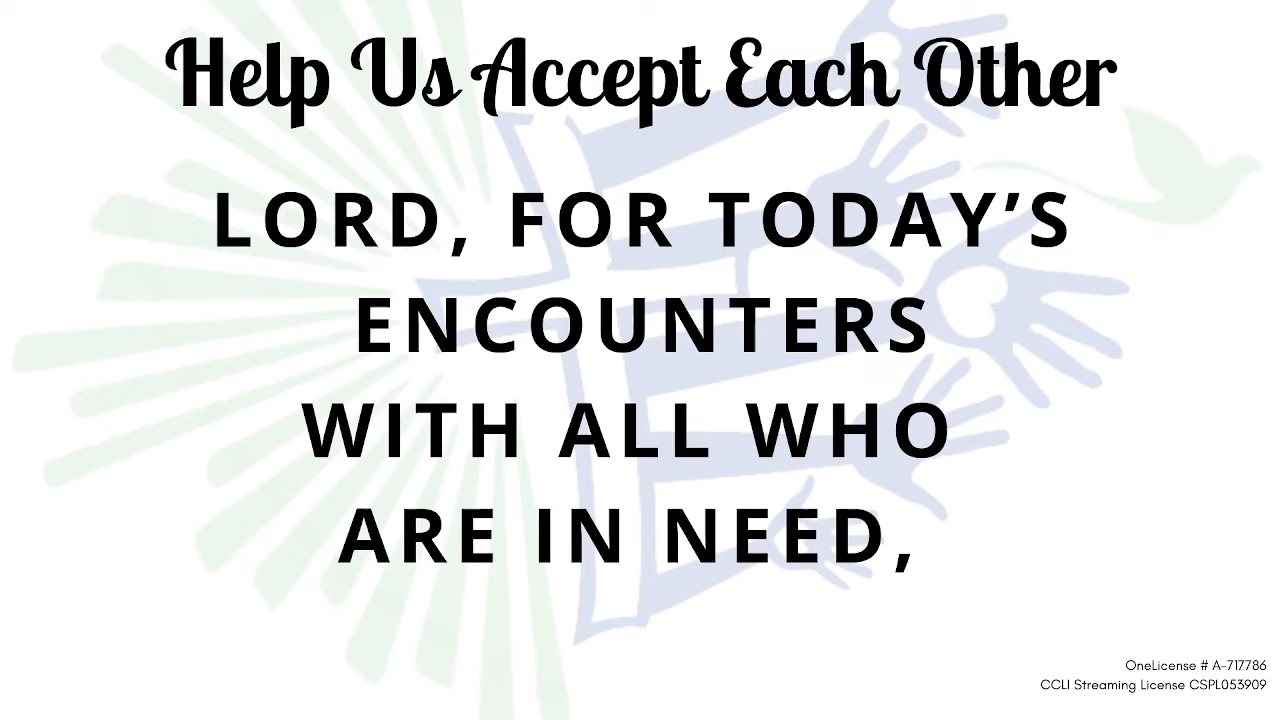 Help Us Accept Each Other
LORD, FOR TODAY’S
ENCOUNTERS
WITH ALL WHO
ARE IN NEED,
OneLicense # A-717786
CCLI Streaming License CSPL053909